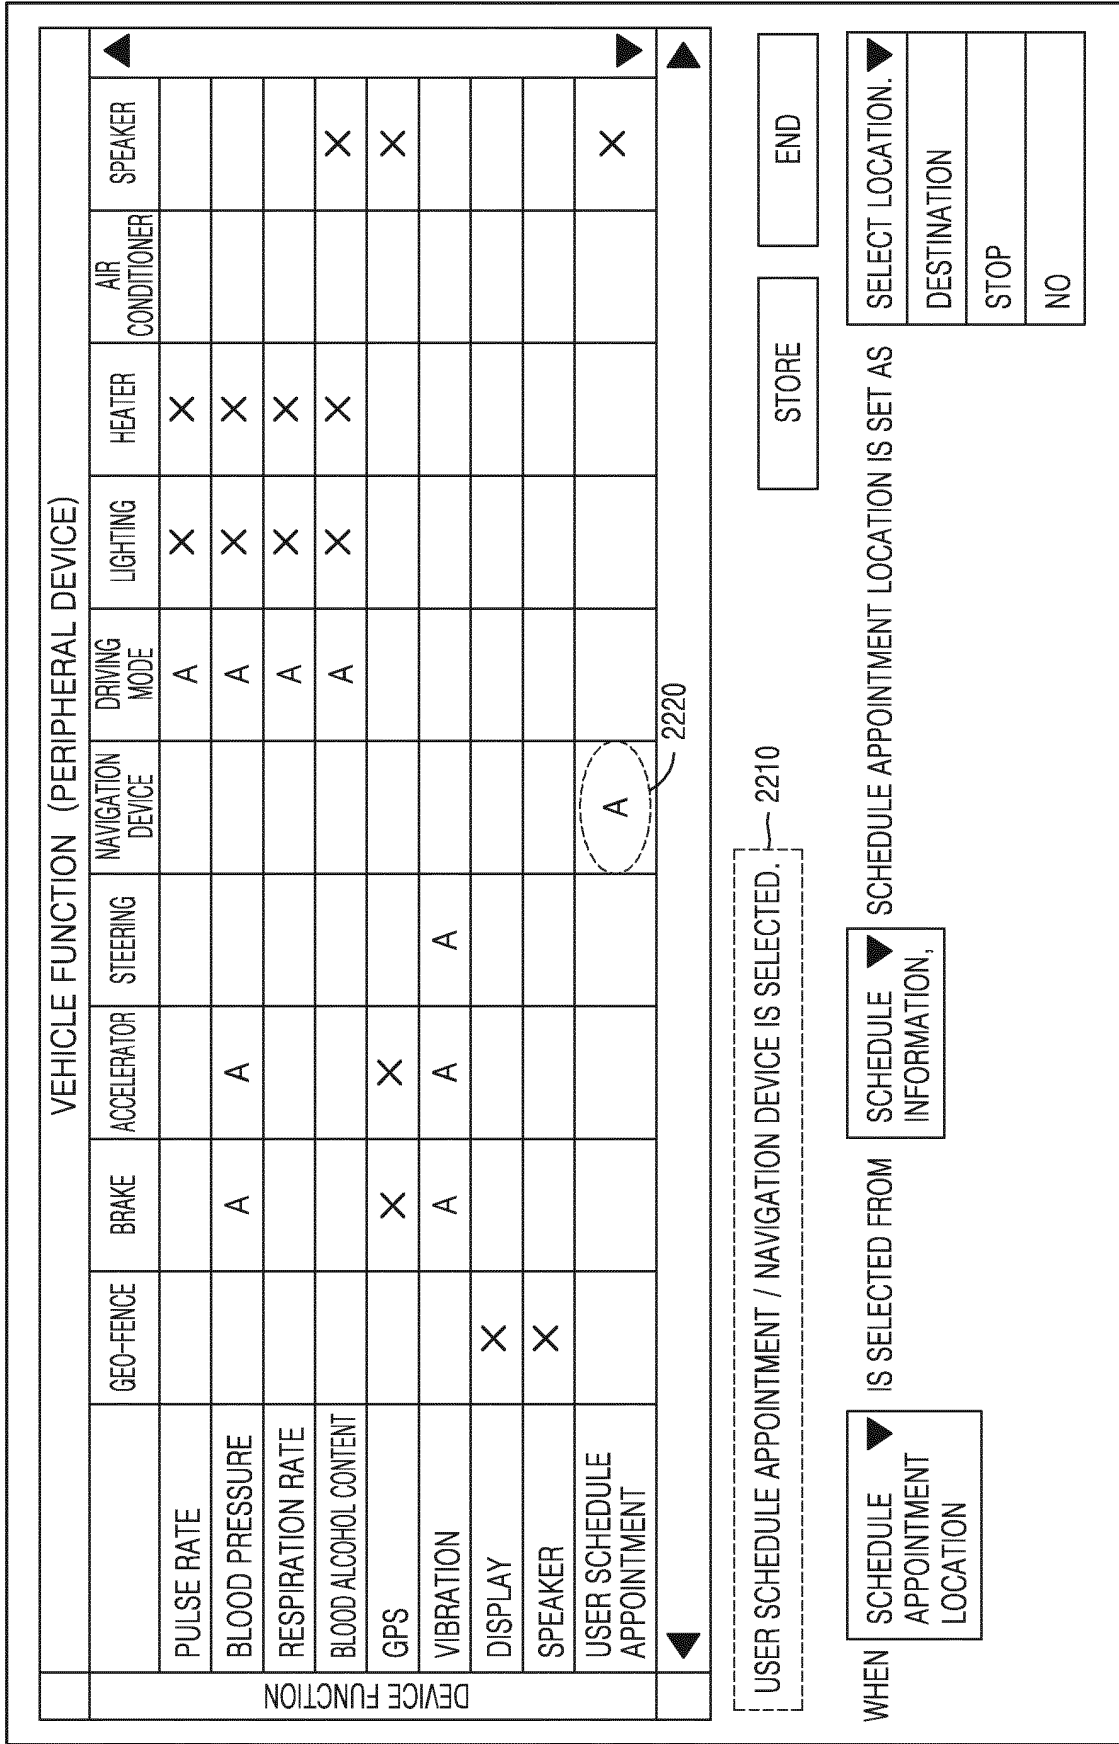 VEHICLE FUNCTION (PERIPHERAL DEVICE)
GEO-FENCE
BRAKE
ACCELERATOR
STEERING
NAVIGATION
DEVICE
DRIVING
MODE
LIGHTING
HEATER
AIR
CONDITIONER
SPEAKER
DEVICE FUNCTION
PULSE RATE A X X
BLOOD PRESSURE A A A X X
RESPIRATION RATE A X X
BLOOD ALCOHOL CONTENT A X X X
GPS X X X
VIBRATION A A A
DISPLAY X
SPEAKER X
USER SCHEDULE
APPOINTMENT A X
2220
USER SCHEDULE APPOINTMENT / NAVIGATION DEVICE IS SELECTED.
2210
STORE
END
WHEN
SCHEDULE
APPOINTMENT
LOCATION
IS SELECTED FROM
SCHEDULE
INFORMATION,
SCHEDULE APPOINTMENT LOCATION IS SET AS
SELECT LOCATION.
DESTINATION
STOP
NO